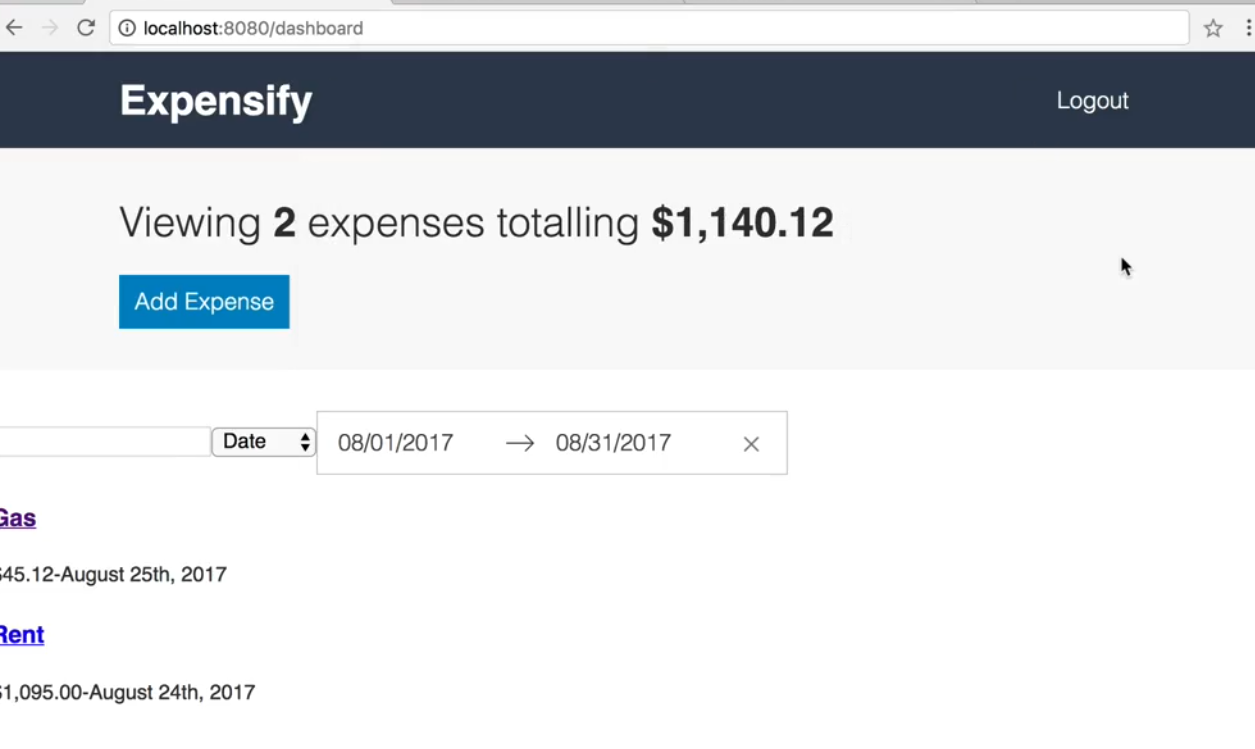 localhost:8080/dashboard
Expensify
Logout
Viewing 2 expenses totalling $1,140.12
Add Expense
Date 08/01/2017 → 08/31/2017 ×
Gas
$45.12-August 25th, 2017
Rent
$1,095.00-August 24th, 2017